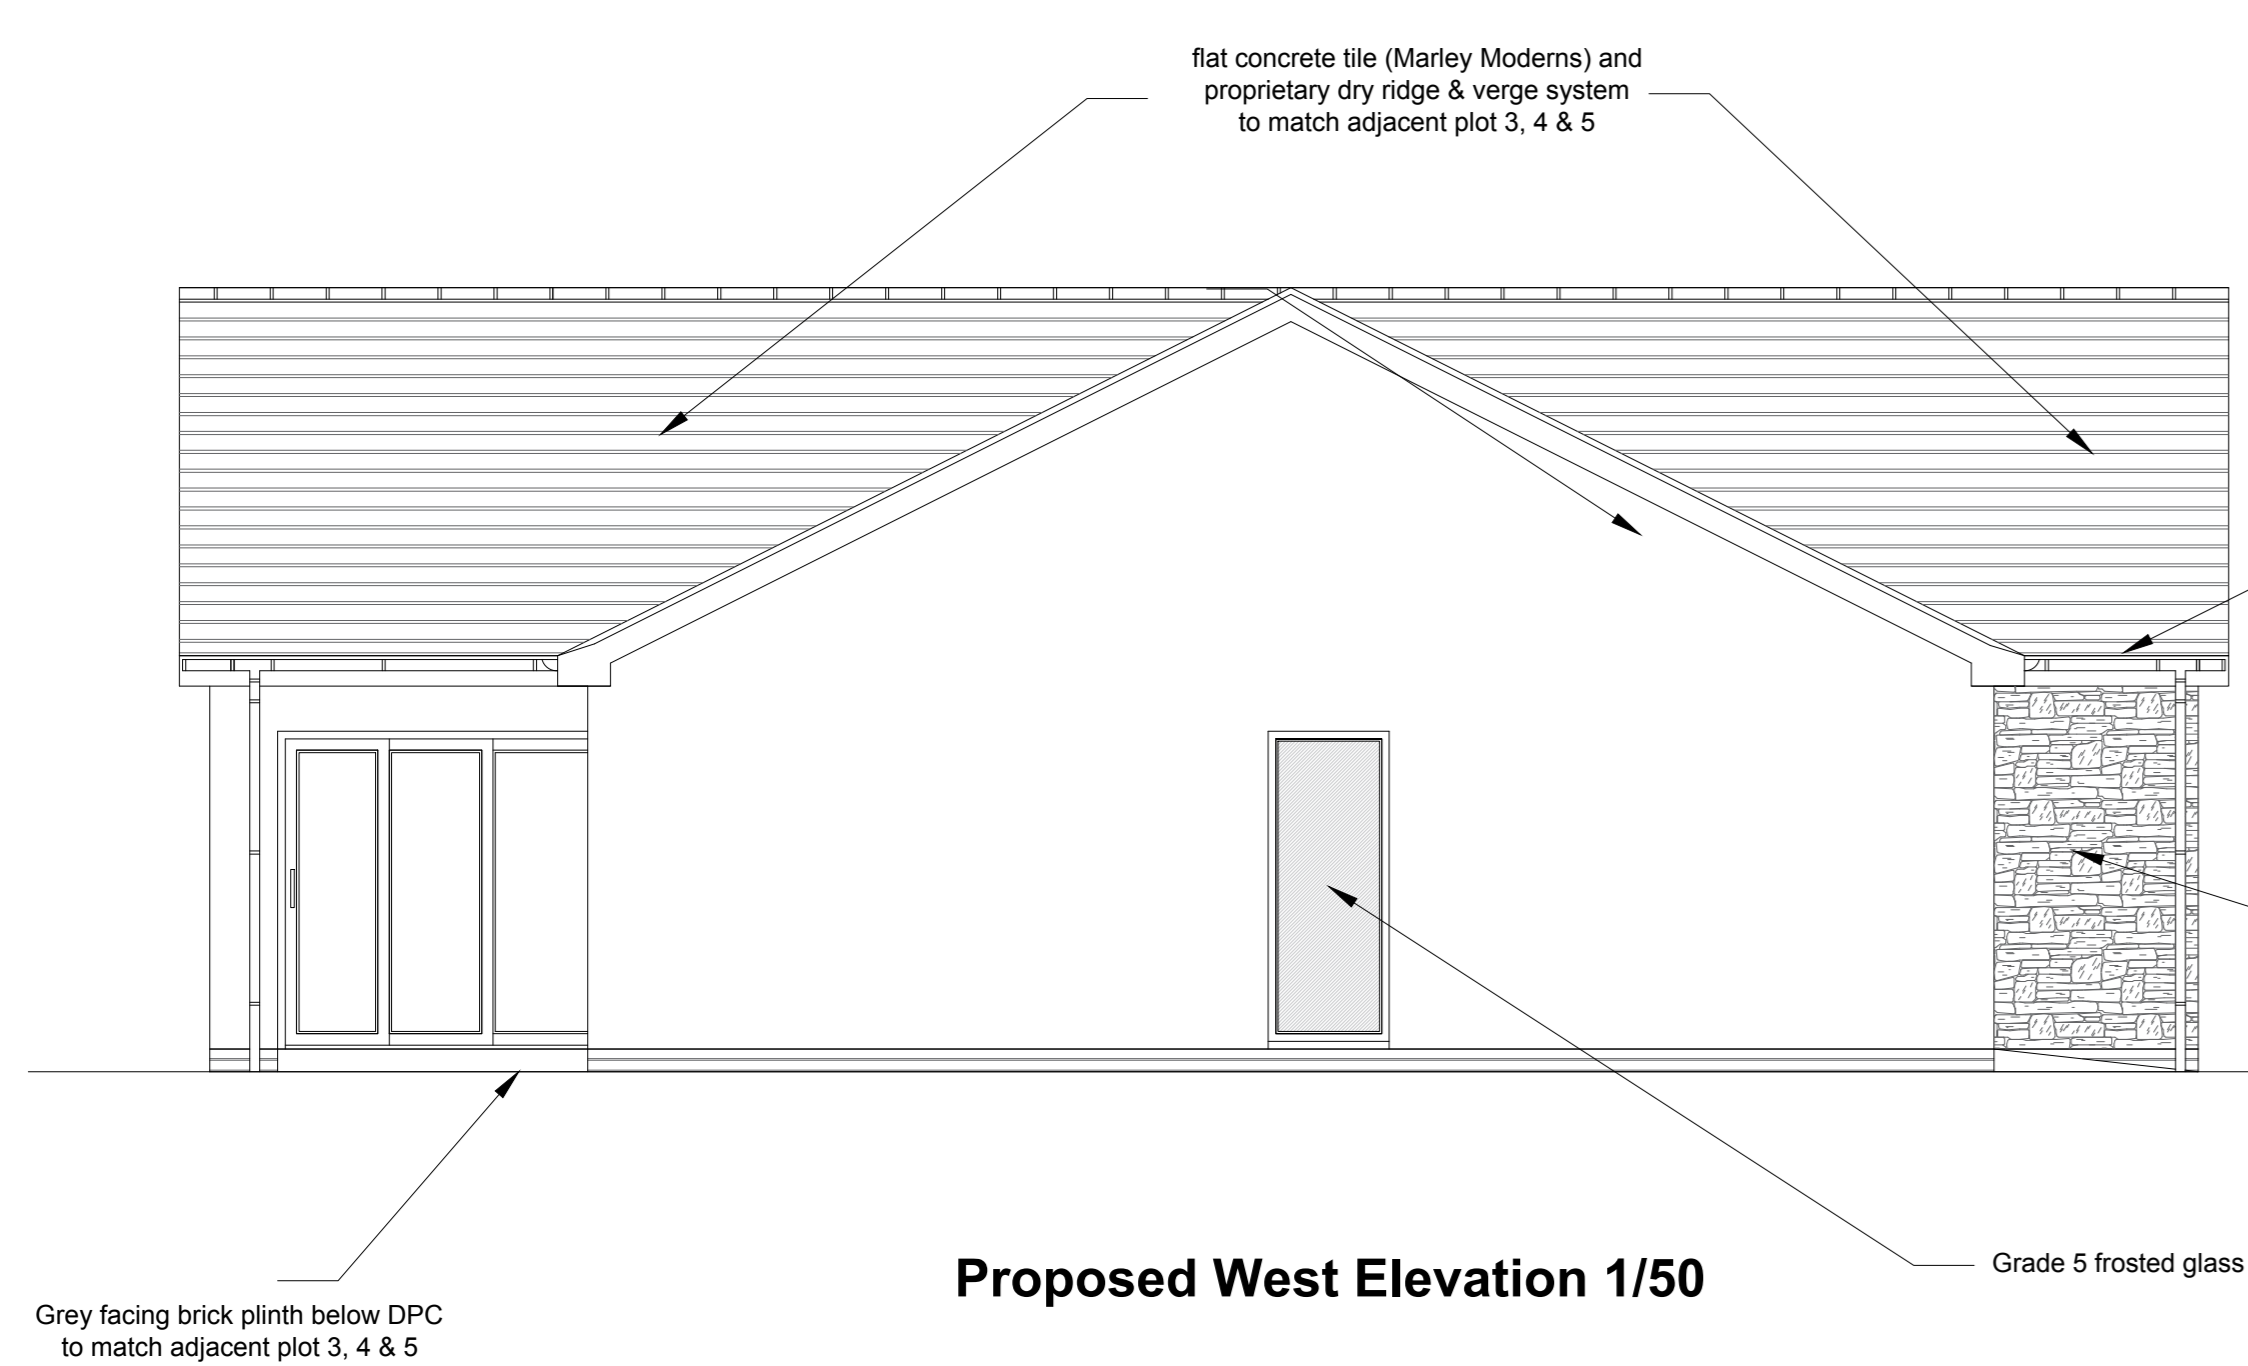 flat concrete tile (Marley Moderns) and
proprietary dry ridge & verge system
to match adjacent plot 3, 4 & 5
Proposed West Elevation 1/50
Grade 5 frosted glass
Grey facing brick plinth below DPC
to match adjacent plot 3, 4 & 5